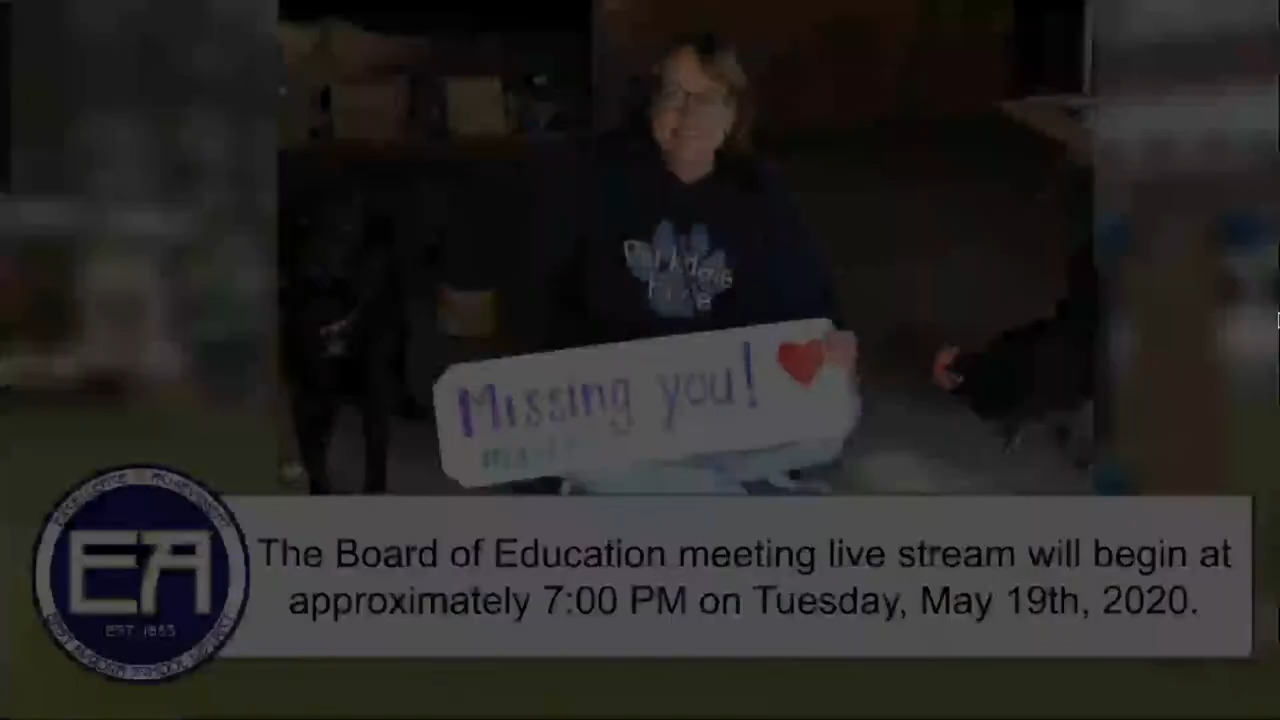 Missing you!
EA
EST. 1865
The Board of Education meeting live stream will begin at
approximately 7:00 PM on Tuesday, May 19th, 2020.